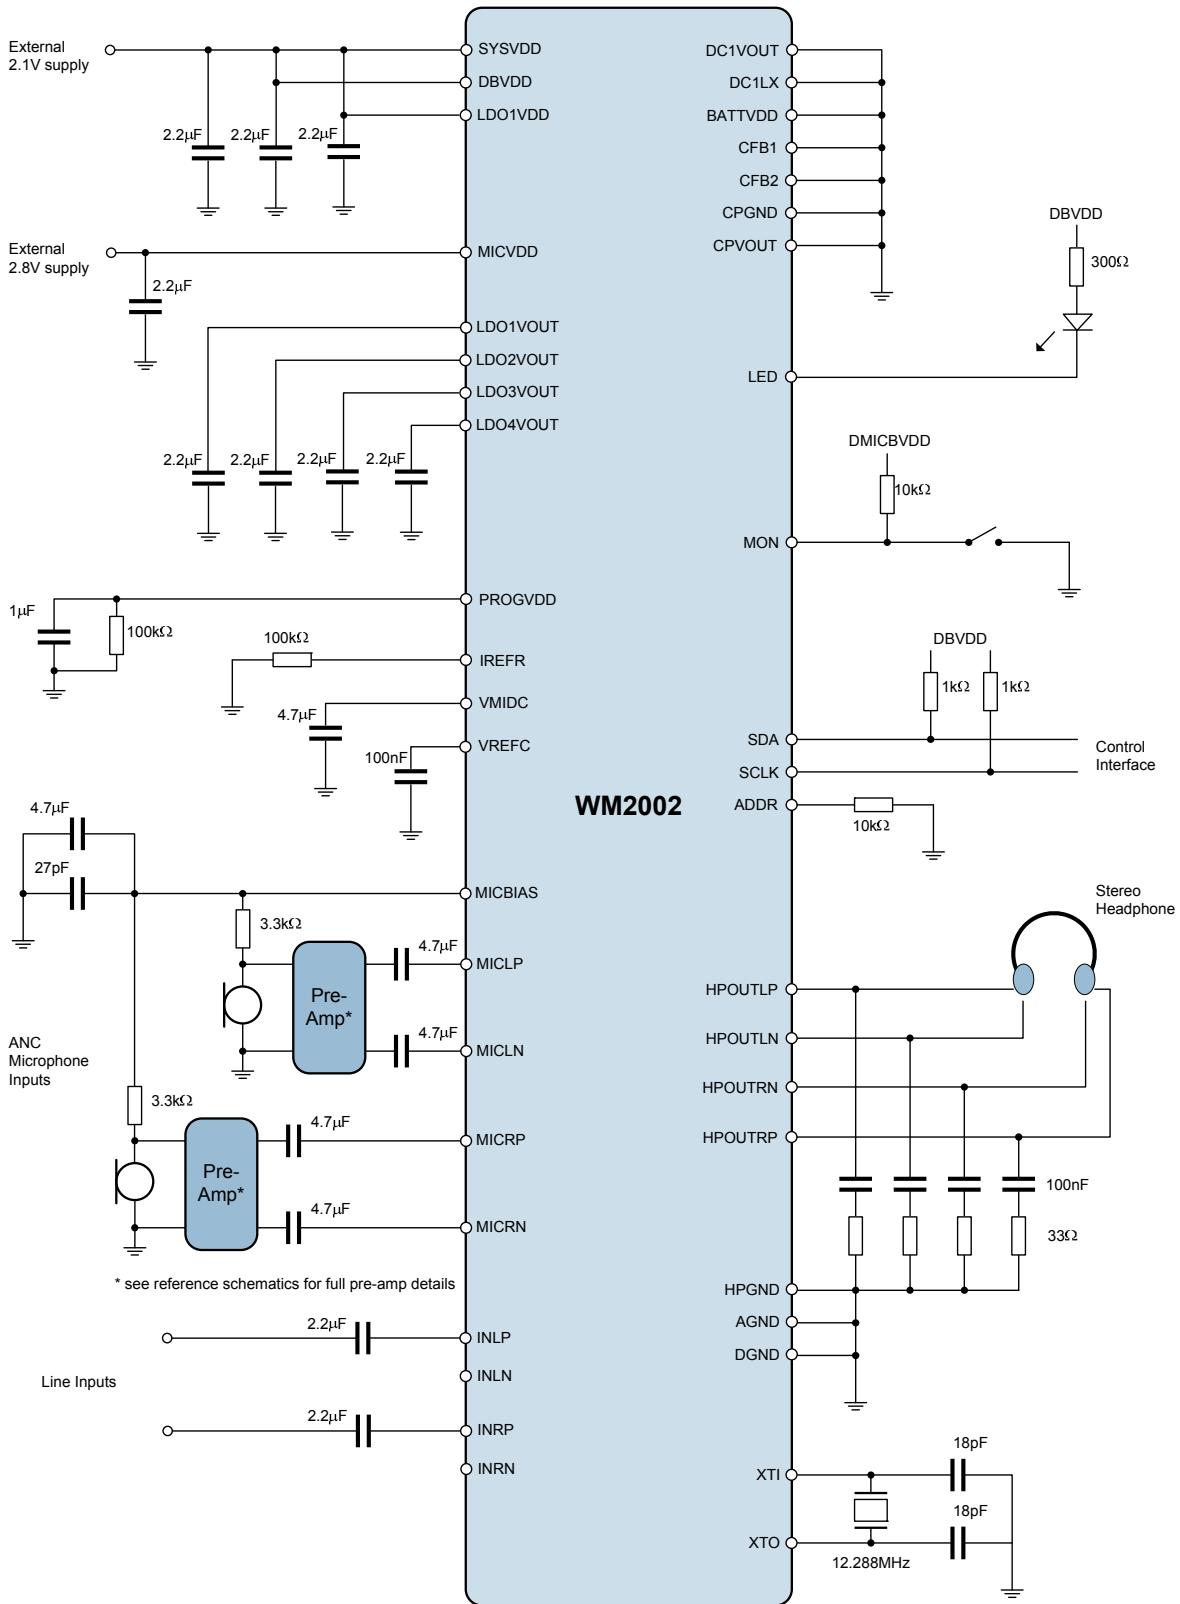 External
2.1V supply
SYSVDD
DBVDD
LDO1VDD
2.2μF
2.2μF
2.2μF
External
2.8V supply
MICVDD
2.2μF
LDO1VOUT
LDO2VOUT
LDO3VOUT
LDO4VOUT
2.2μF
2.2μF
2.2μF
2.2μF
1μF
100kΩ
PROGVDD
100kΩ
IREFR
4.7μF
VMIDC
100nF
VREFC
4.7μF
27pF
MICBIAS
3.3kΩ
Pre-
Amp*
4.7μF
MICLP
4.7μF
MICLN
ANC
Microphone
Inputs
3.3kΩ
Pre-
Amp*
4.7μF
MICRP
4.7μF
MICRN
* see reference schematics for full pre-amp details
2.2μF
INLP
INLN
Line Inputs
2.2μF
INRP
INRN
WM2002
DC1VOUT
DC1LX
BATTVDD
CFB1
CFB2
CPGND
CPVOUT
DBVDD
300Ω
LED
DMICBVDD
10kΩ
MON
DBVDD
1kΩ
1kΩ
SDA
SCLK
Control
Interface
ADDR
10kΩ
Stereo
Headphone
HPOUTLP
HPOUTLN
HPOUTRN
HPOUTRP
100nF
33Ω
HPGND
AGND
DGND
18pF
XTI
18pF
XTO
12.288MHz